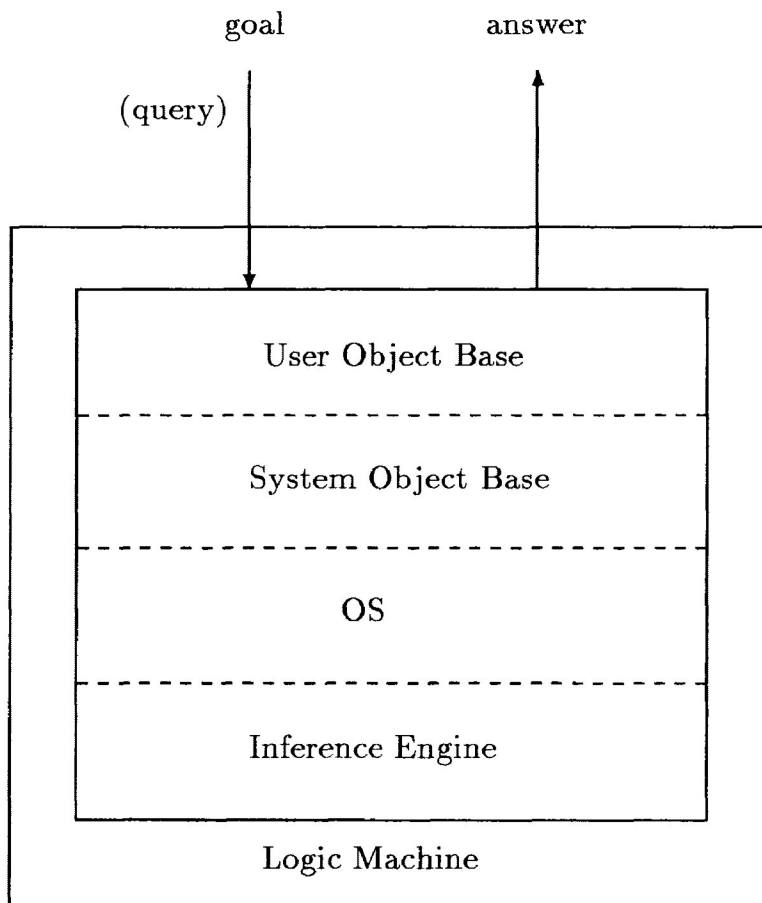 goal answer
(query)
User Object Base
System Object Base
OS
Inference Engine
Logic Machine